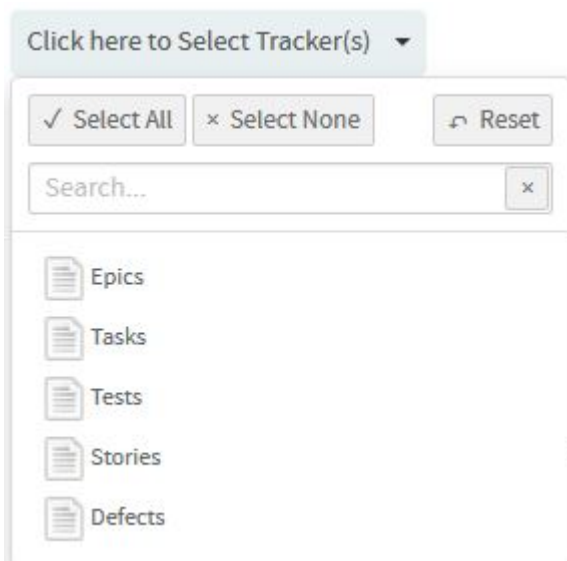 Click here to Select Tracker(s)
✓ Select All × Select None Reset
Search... ×
Epics
Tasks
Tests
Stories
Defects